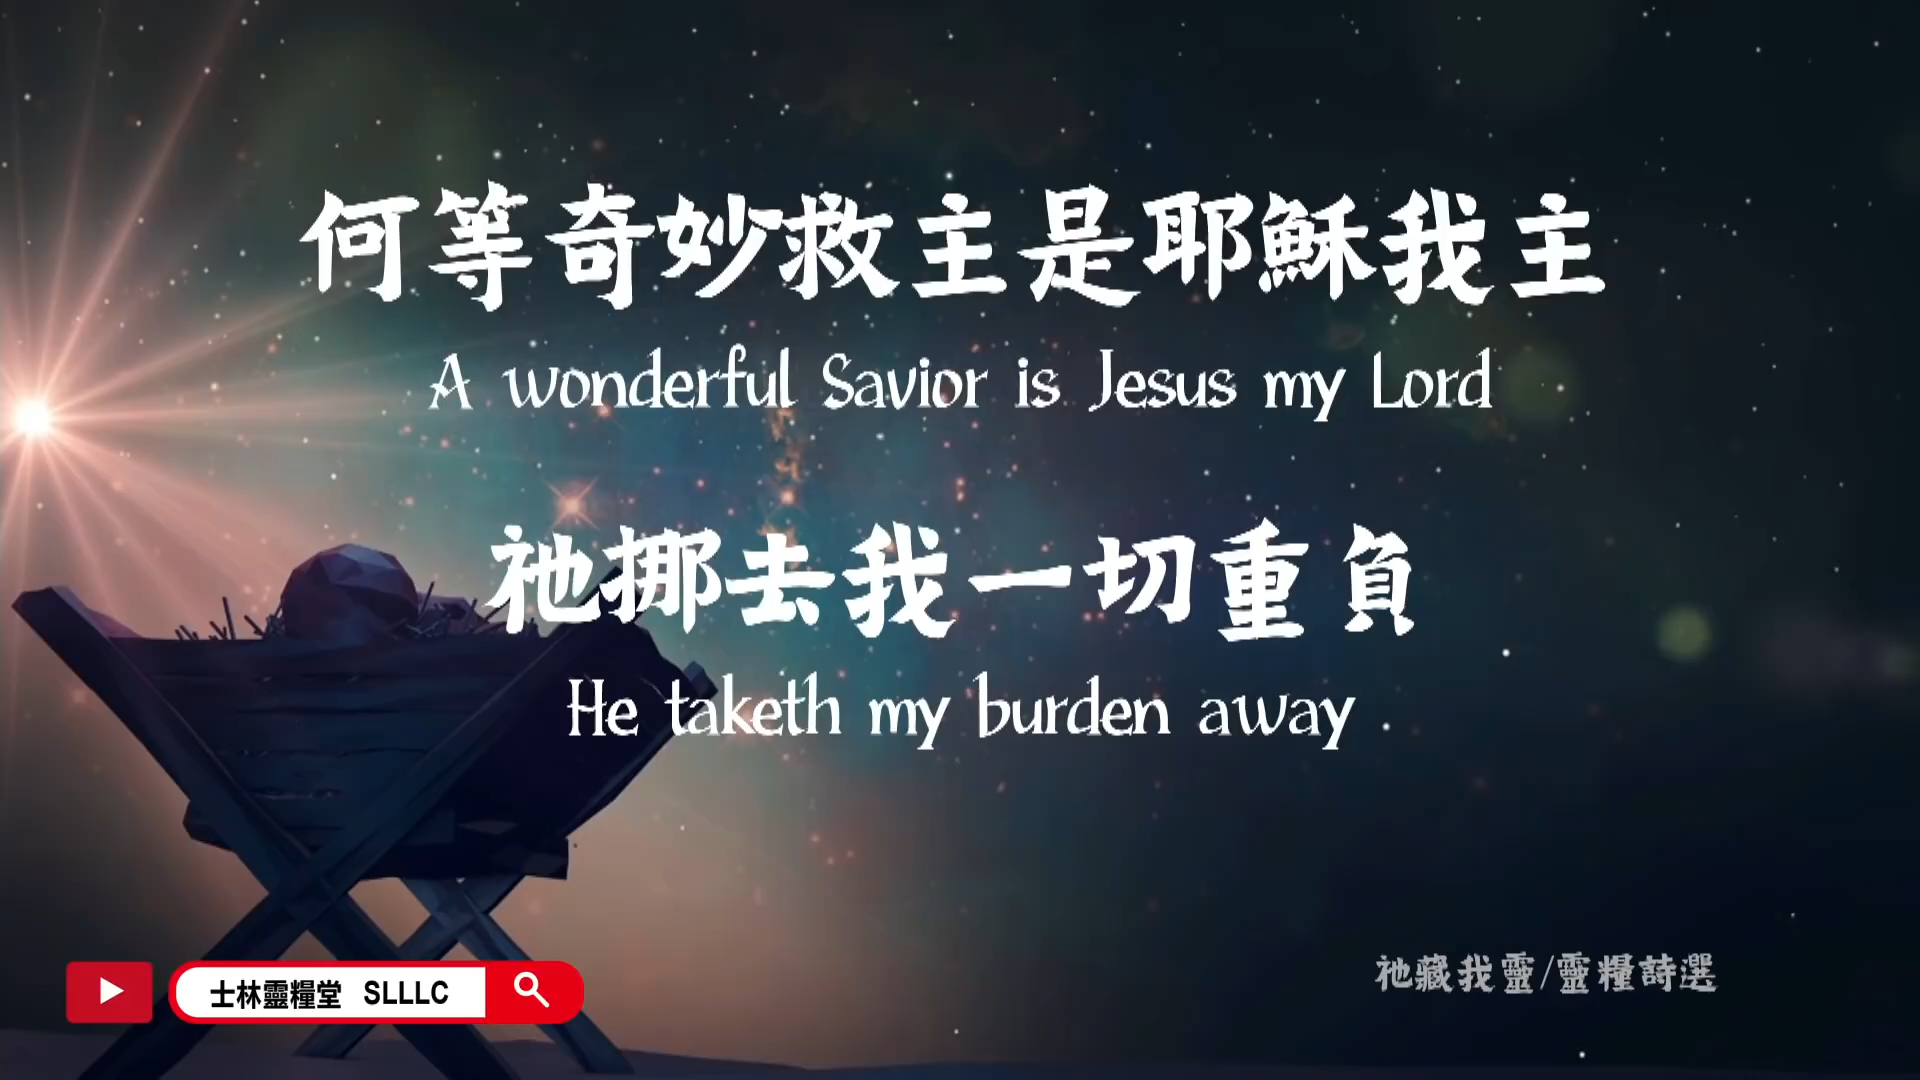 何等奇妙救主是耶穌我主
A wonderful Savior is Jesus my Lord
祂挪去我一切重負
He taketh my burden away
祂藏我靈/靈糧詩選
士林靈糧堂 SLLLC